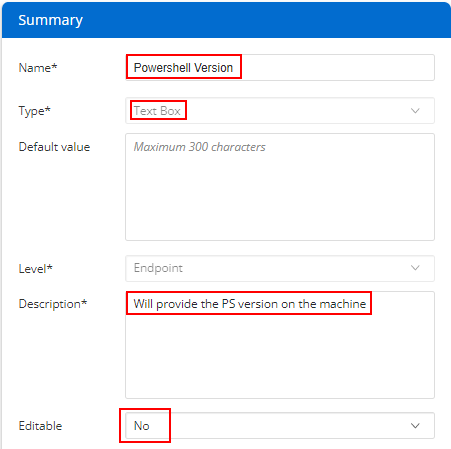 Summary
Name* Powershell Version
Type* Text Box
Default value Maximum 300 characters
Level* Endpoint
Description* Will provide the PS version on the machine
Editable No